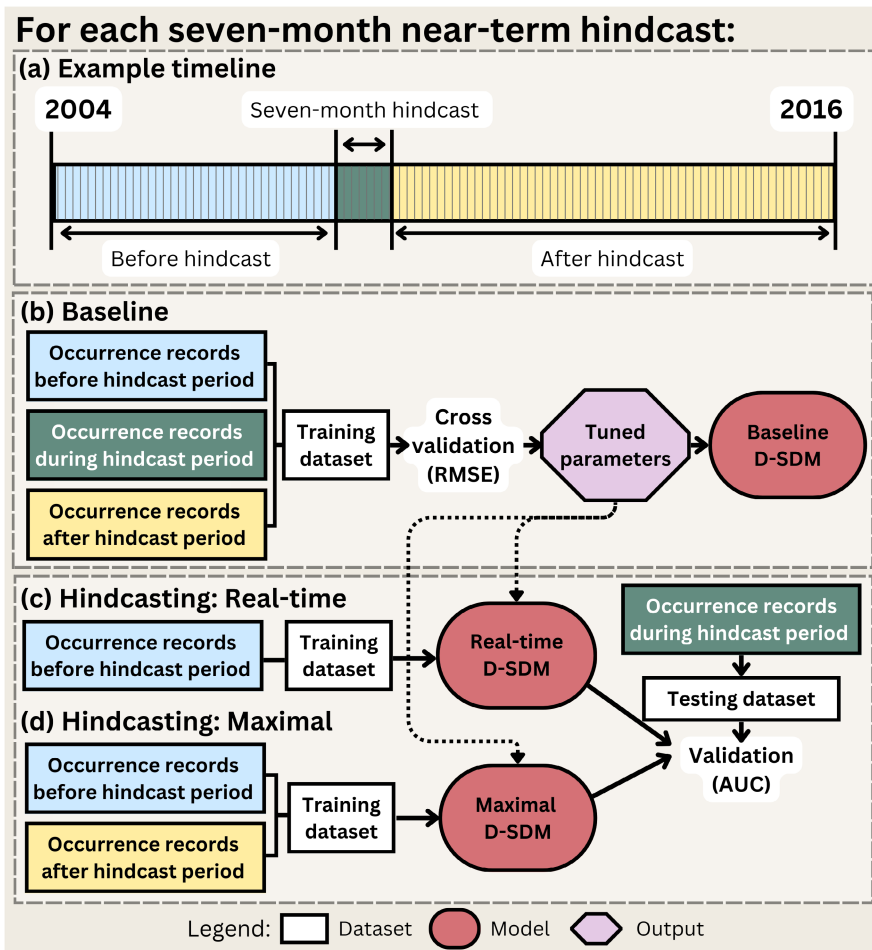 For each seven-month near-term hindcast:
(a) Example timeline
2004
Seven-month hindcast
2016
Before hindcast
After hindcast
(b) Baseline
Occurrence records
before hindcast period
Occurrence records
during hindcast period
Occurrence records
after hindcast period
Training
dataset
Cross
validation
(RMSE)
Tuned
parameters
Baseline
D-SDM
(c) Hindcasting: Real-time
Occurrence records
before hindcast period
Training
dataset
Real-time
D-SDM
Occurrence records
during hindcast period
Testing dataset
Validation
(AUC)
(d) Hindcasting: Maximal
Occurrence records
before hindcast period
Occurrence records
after hindcast period
Training
dataset
Maximal
D-SDM
Legend:
Dataset
Model
Output